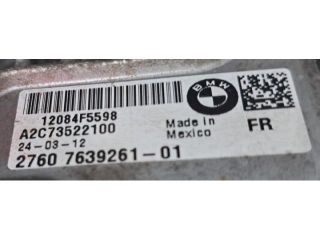 BMW
12084F5598
A2C73522100
24-03-12
Made in
Mexico
FR
2760 7639261-01